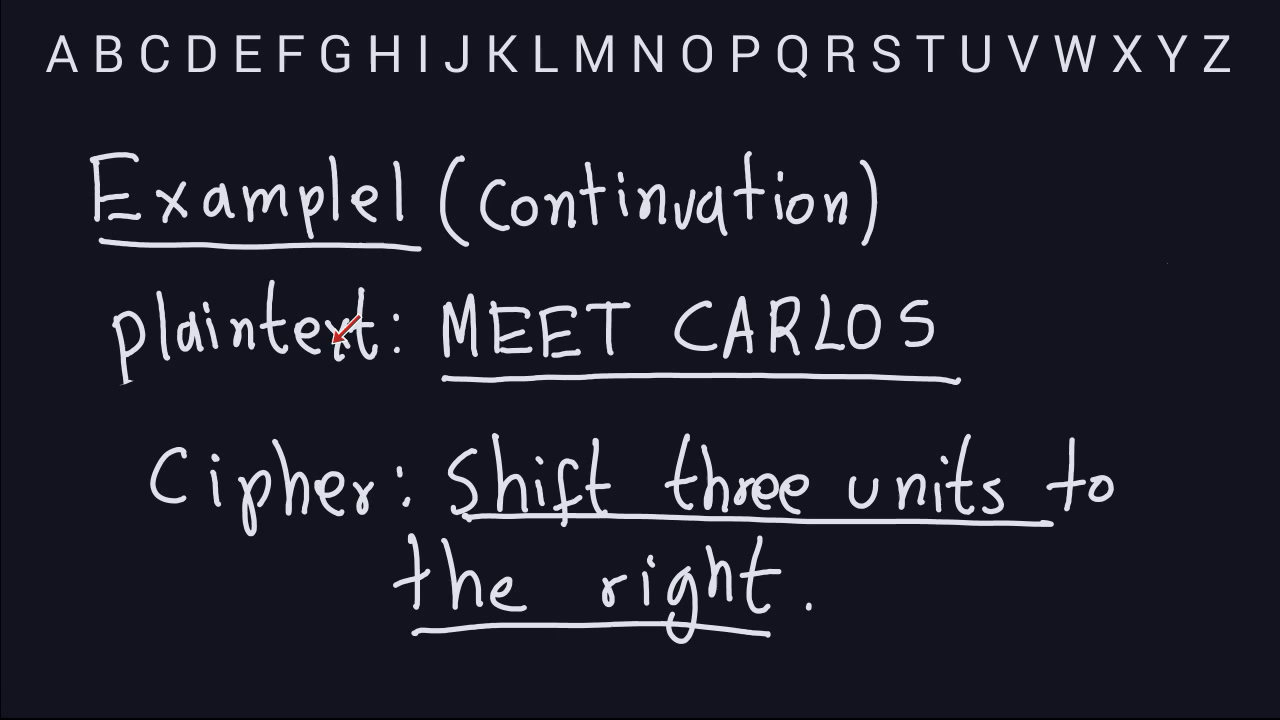 A B C D E F G H I J K L M N O P Q R S T U V W X Y Z
Example1 (Continuation)
plaintext: MEET CARLOS
Cipher: Shift three units to
the right.